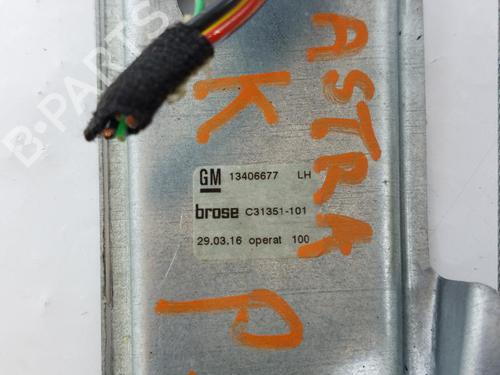 B-PARTS
ASTRA
K
GM 13406677 LH
brose C31351-101
29.03.16 operat 100
P